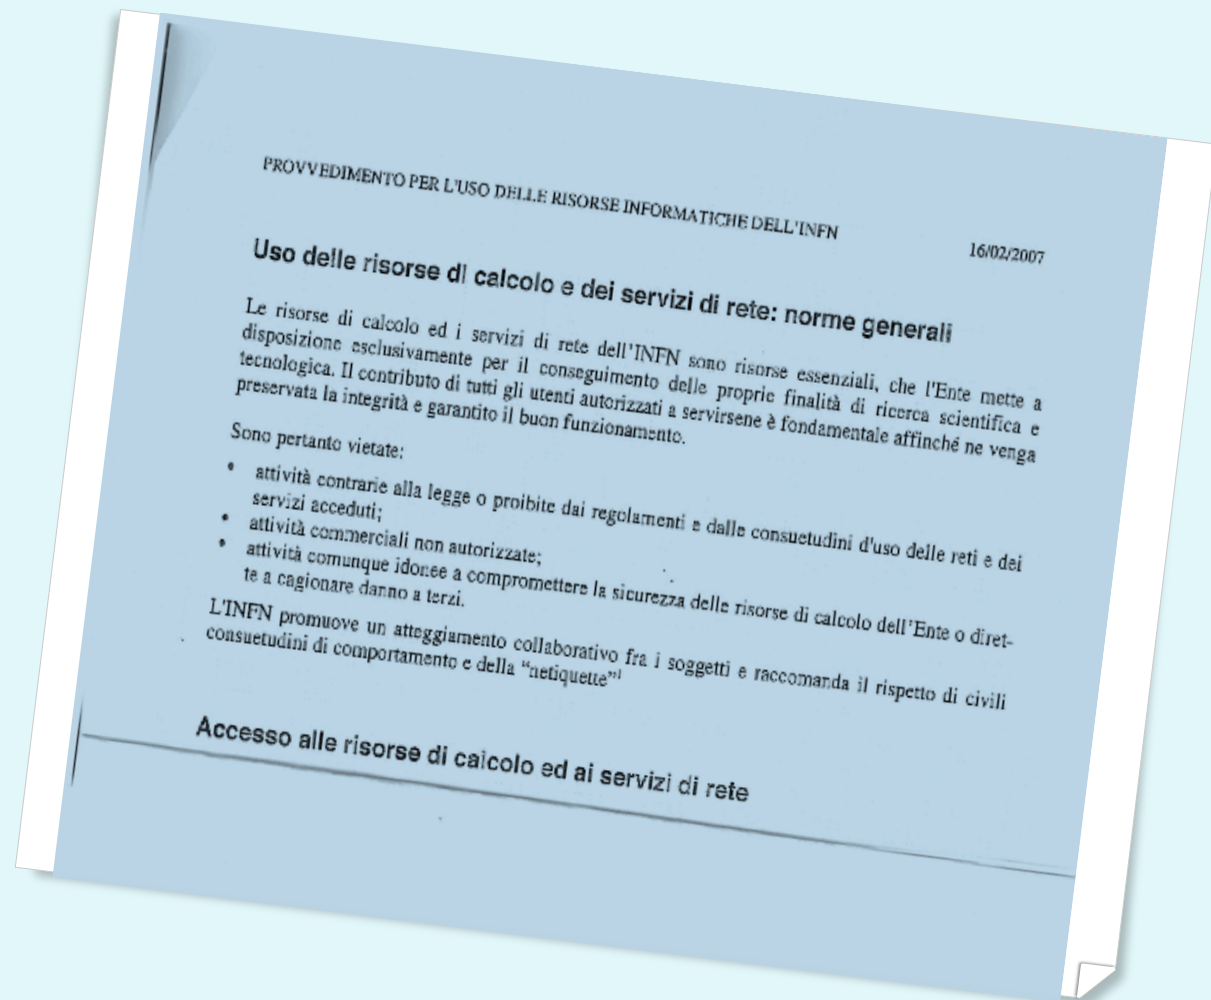 PROVVEDIMENTO PER L'USO DELLE RISORSE INFORMATICHE DELL'INFN
16/02/2007
Uso delle risorse di calcolo e dei servizi di rete: norme generali
Le risorse di calcolo ed i servizi di rete dell'INFN sono risorse essenziali, che l'Ente mette a
disposizione esclusivamente per il conseguimento delle proprie finalità di ricerca scientifica e
tecnologica. Il contributo di tutti gli utenti autorizzati a servirsene è fondamentale affinché ne venga
preservata la integrità e garantito il buon funzionamento.
Sono pertanto vietate:
• attività contrarie alla legge o proibite dai regolamenti e dalle consuetudini d'uso delle reti e dei
servizi acceduti;
• attività commerciali non autorizzate;
• attività comunque idonee a compromettere la sicurezza delle risorse di calcolo dell'Ente o diret-
te a cagionare danno a terzi.
L'INFN promuove un atteggiamento collaborativo fra i soggetti e raccomanda il rispetto di civili
consuetudini di comportamento e della “netiquette”¹
Accesso alle risorse di calcolo ed ai servizi di rete